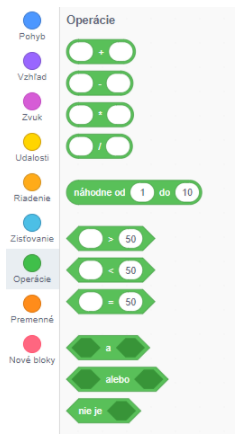 Pohyb
Vzhľad
Zvuk
Udalosti
Riadenie
Zisťovanie
Operácie
Premenné
Nové bloky
Operácie
+
-
*
/
náhodne od 1 do 10
> 50
< 50
= 50
a
alebo
nie je